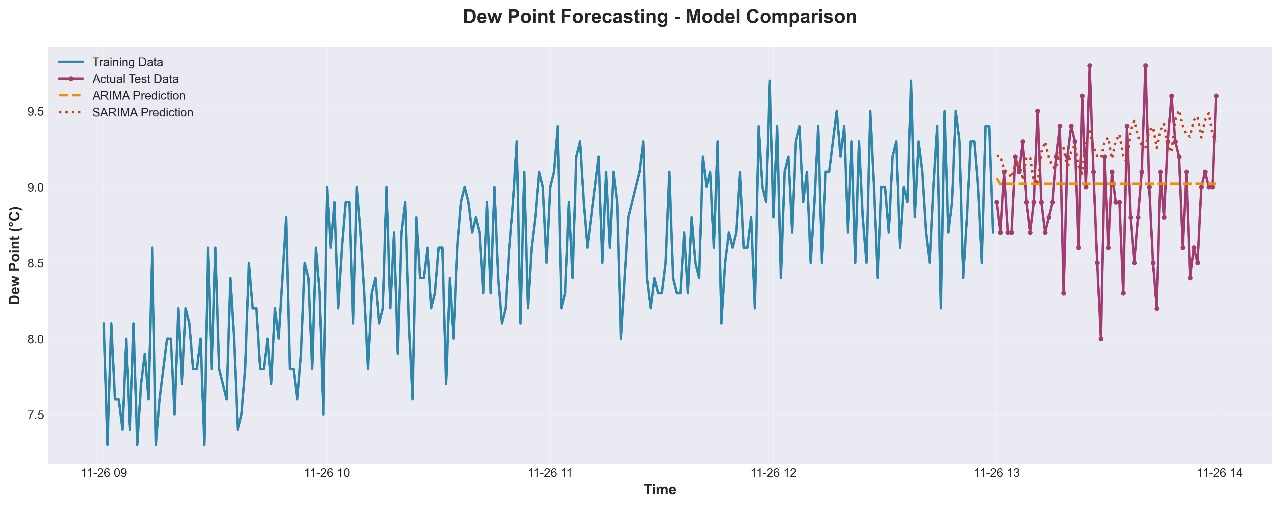 Dew Point Forecasting - Model Comparison
Training Data
Actual Test Data
ARIMA Prediction
SARIMA Prediction
Dew Point (°C)
9.5
9.0
8.5
8.0
7.5
11-26 09 11-26 10 11-26 11 11-26 12 11-26 13 11-26 14
Time